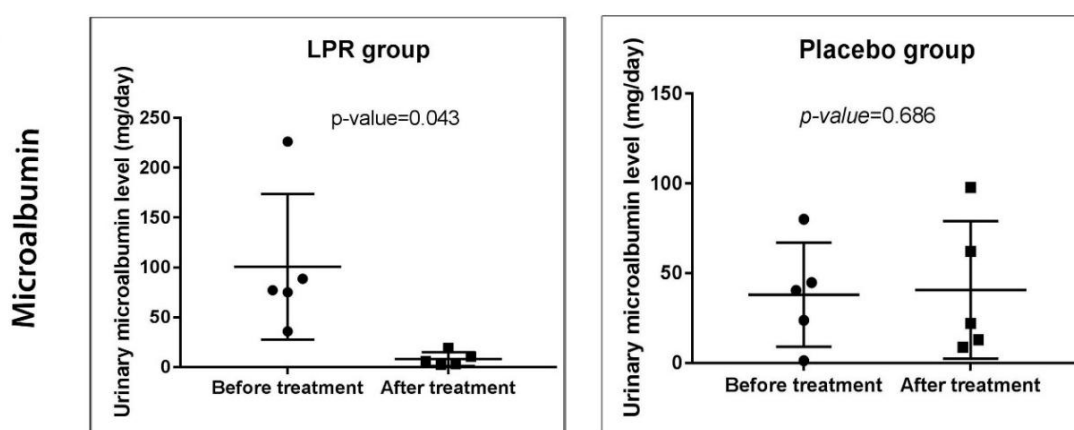 Microalbumin
LPR group
Urinary microalbumin level (mg/day)
p-value=0.043
250
200
150
100
50
0
Before treatment After treatment
Placebo group
Urinary microalbumin level (mg/day)
p-value=0.686
150
100
50
0
Before treatment After treatment